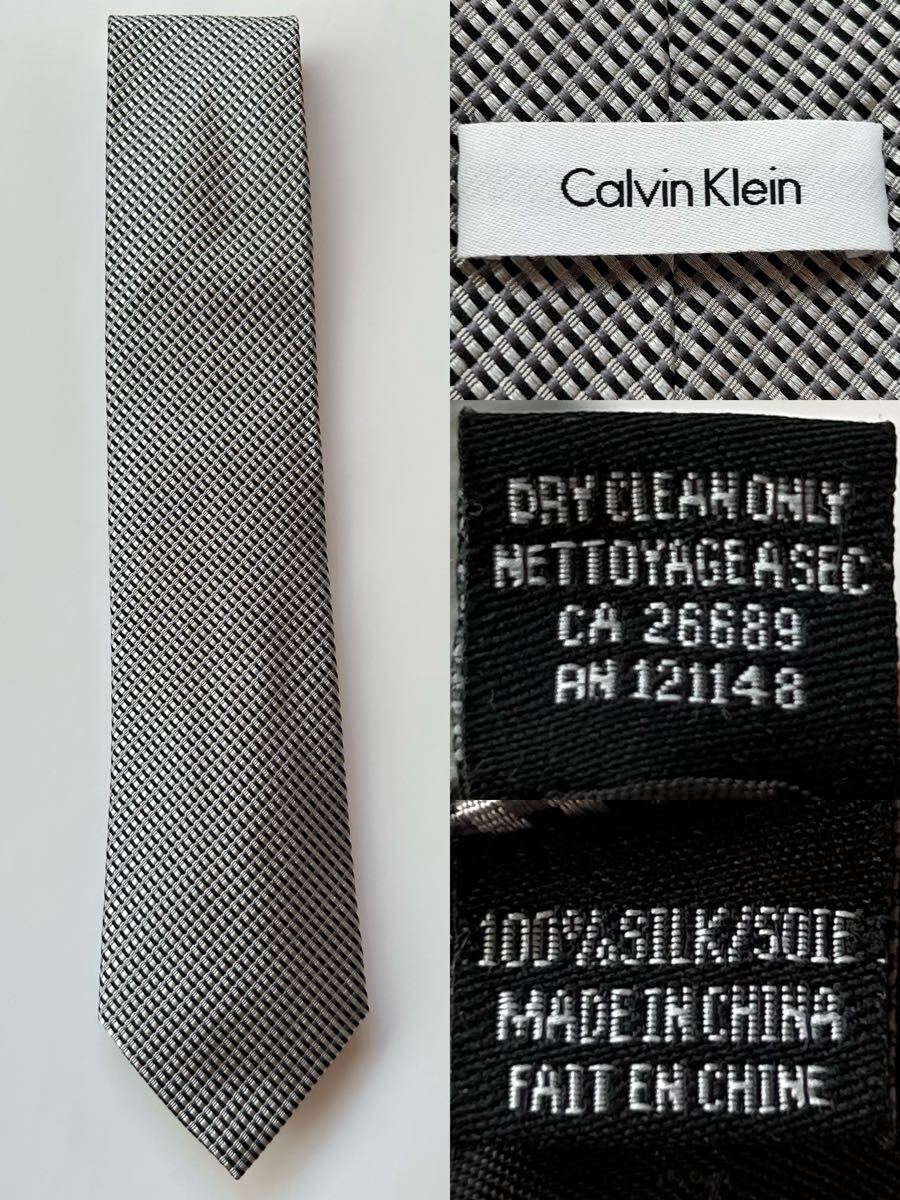 Calvin Klein
DRY CLEAN ONLY
NETTOYAGE A SEC
CA 26689
RN 121148
100% SILK/SOIE
MADE IN CHINA
FAIT EN CHINE